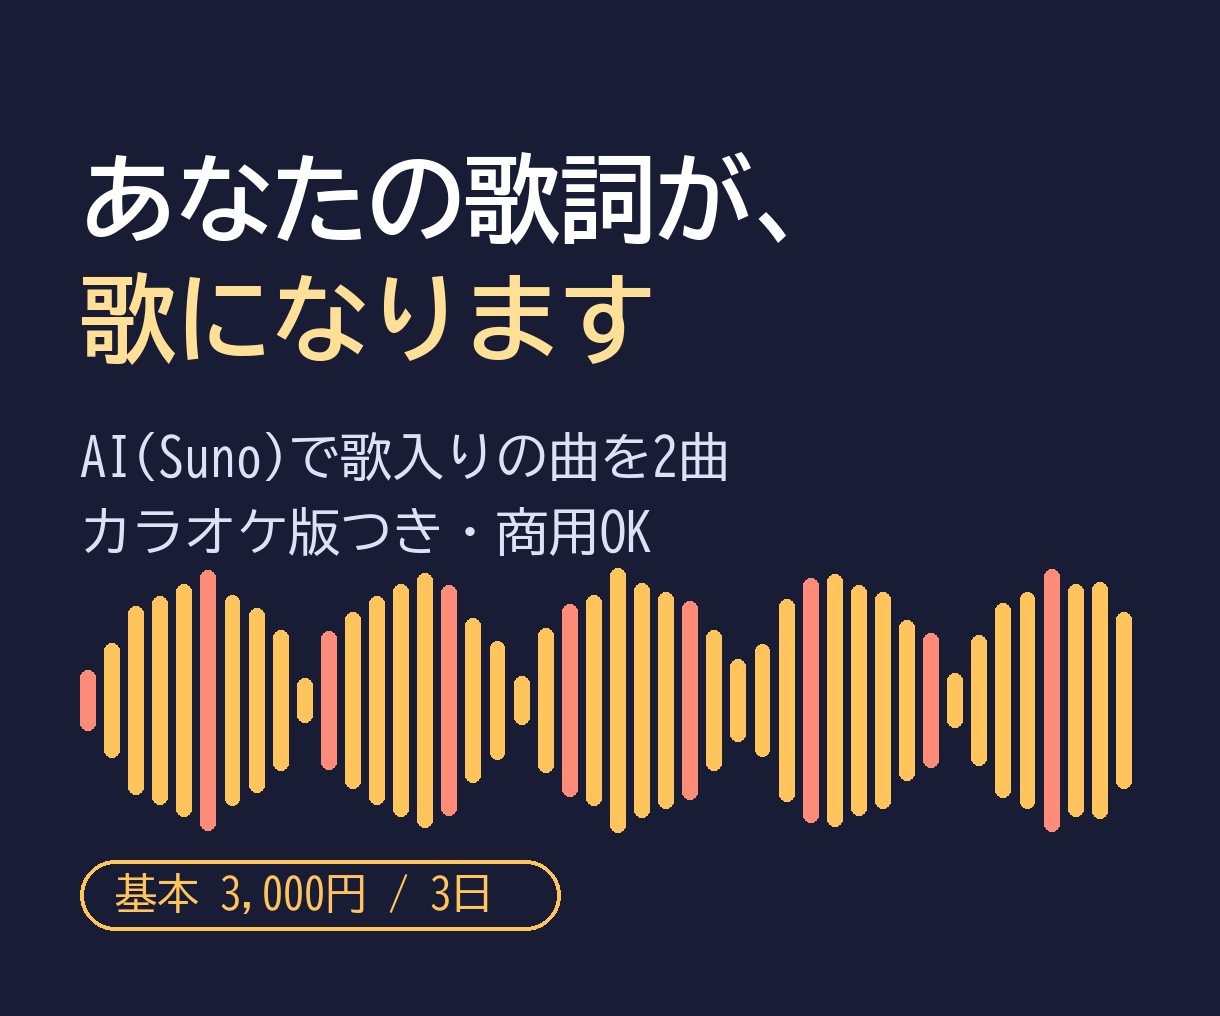 あなたの歌詞が、
歌になります
AI(Suno)で歌入りの曲を2曲
カラオケ版つき・商用OK
基本 3,000円 / 3日